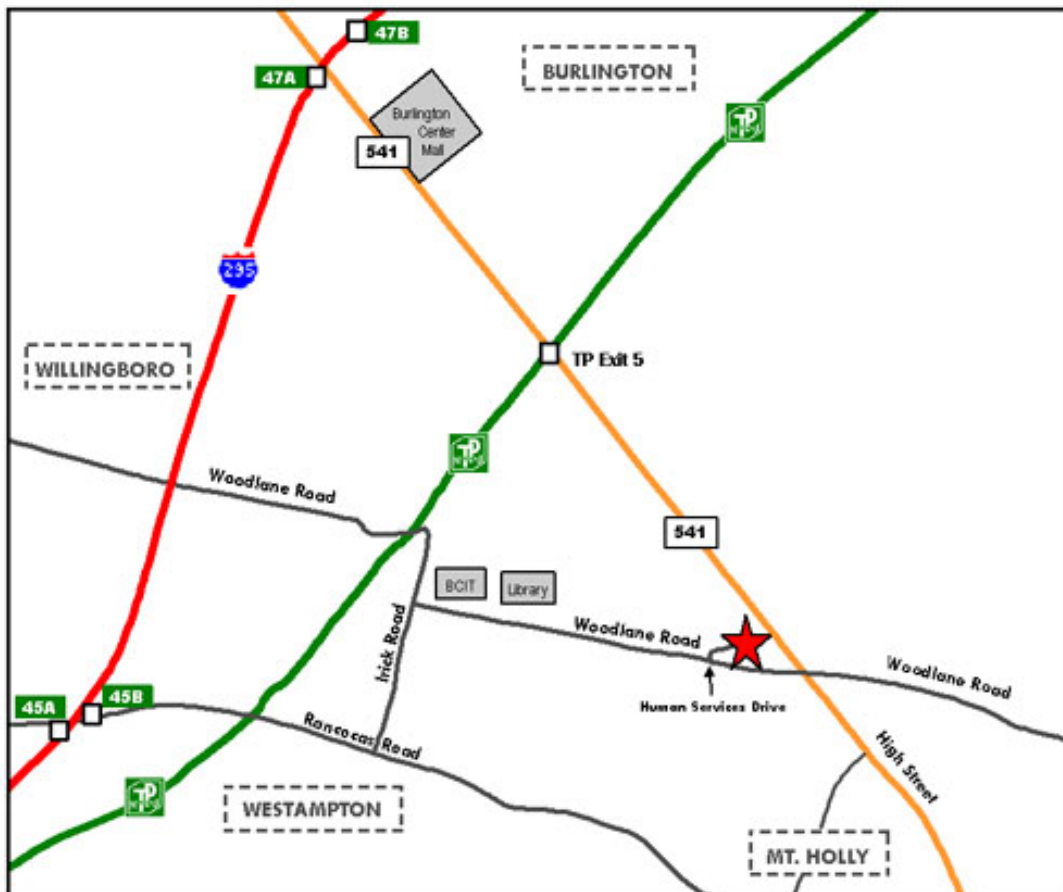 47B
47A
BURLINGTON
Burlington
Center
Mall
541
TP
295
WILLINGBORO
TP Exit 5
TP
Woodlane Road
541
BCIT
Library
Irick Road
Woodlane Road
Woodlane Road
45A
45B
Human Services Drive
Rancocas Road
High Street
TP
WESTAMPTON
MT. HOLLY